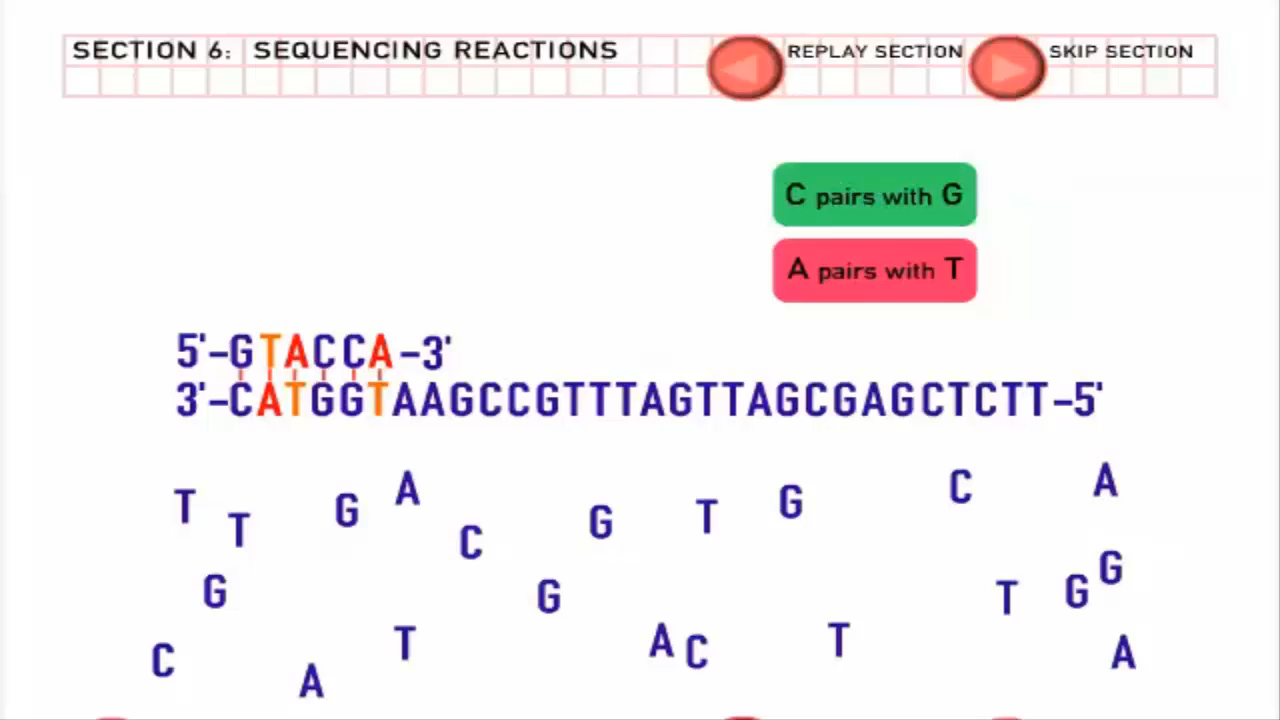 SECTION 6: SEQUENCING REACTIONS REPLAY SECTION SKIP SECTION
C pairs with G
A pairs with T
5'-GTACCA-3'
3'-CATGGTAAGCCGTTTAGTTAGCGAGCTCTT-5'
T T G A C G T G C A
G G T G G
C A T A C T A